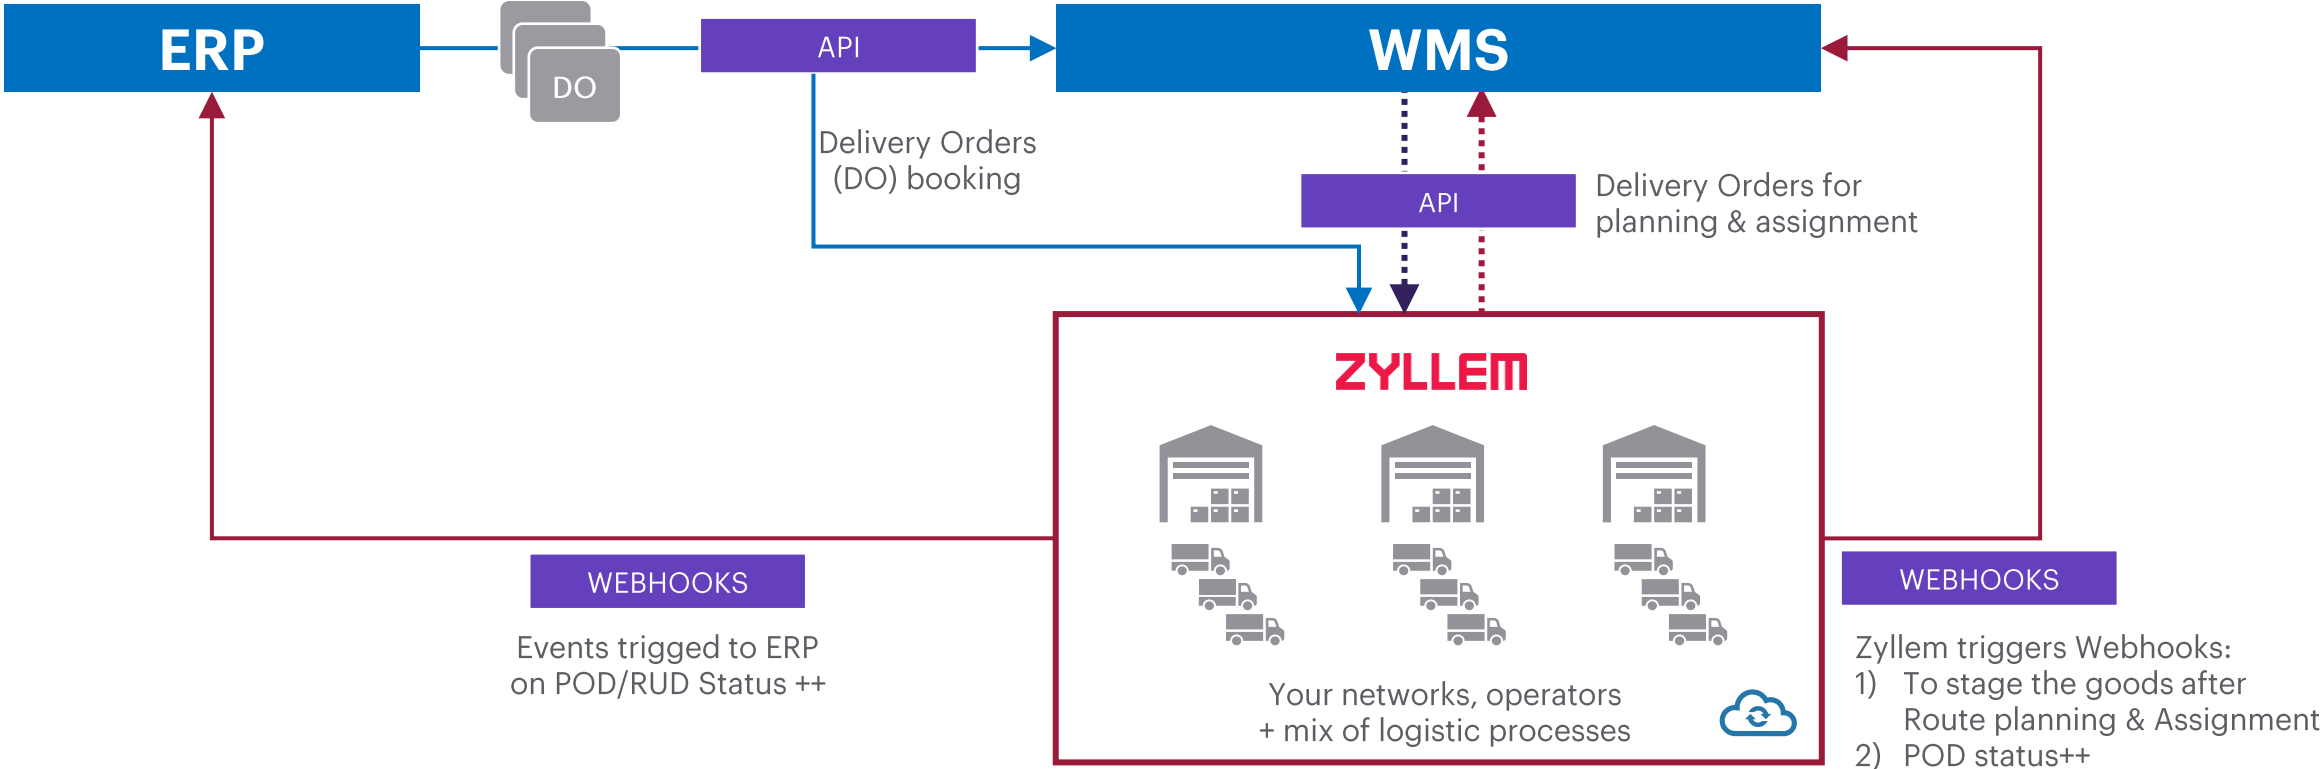 ERP
DO
API
WMS
Delivery Orders
(DO) booking
API
Delivery Orders for
planning & assignment
ZYLLEM
WEBHOOKS
Events trigged to ERP
on POD/RUD Status ++
Your networks, operators
+ mix of logistic processes
WEBHOOKS
Zyllem triggers Webhooks:
1) To stage the goods after
Route planning & Assignment
2) POD status++